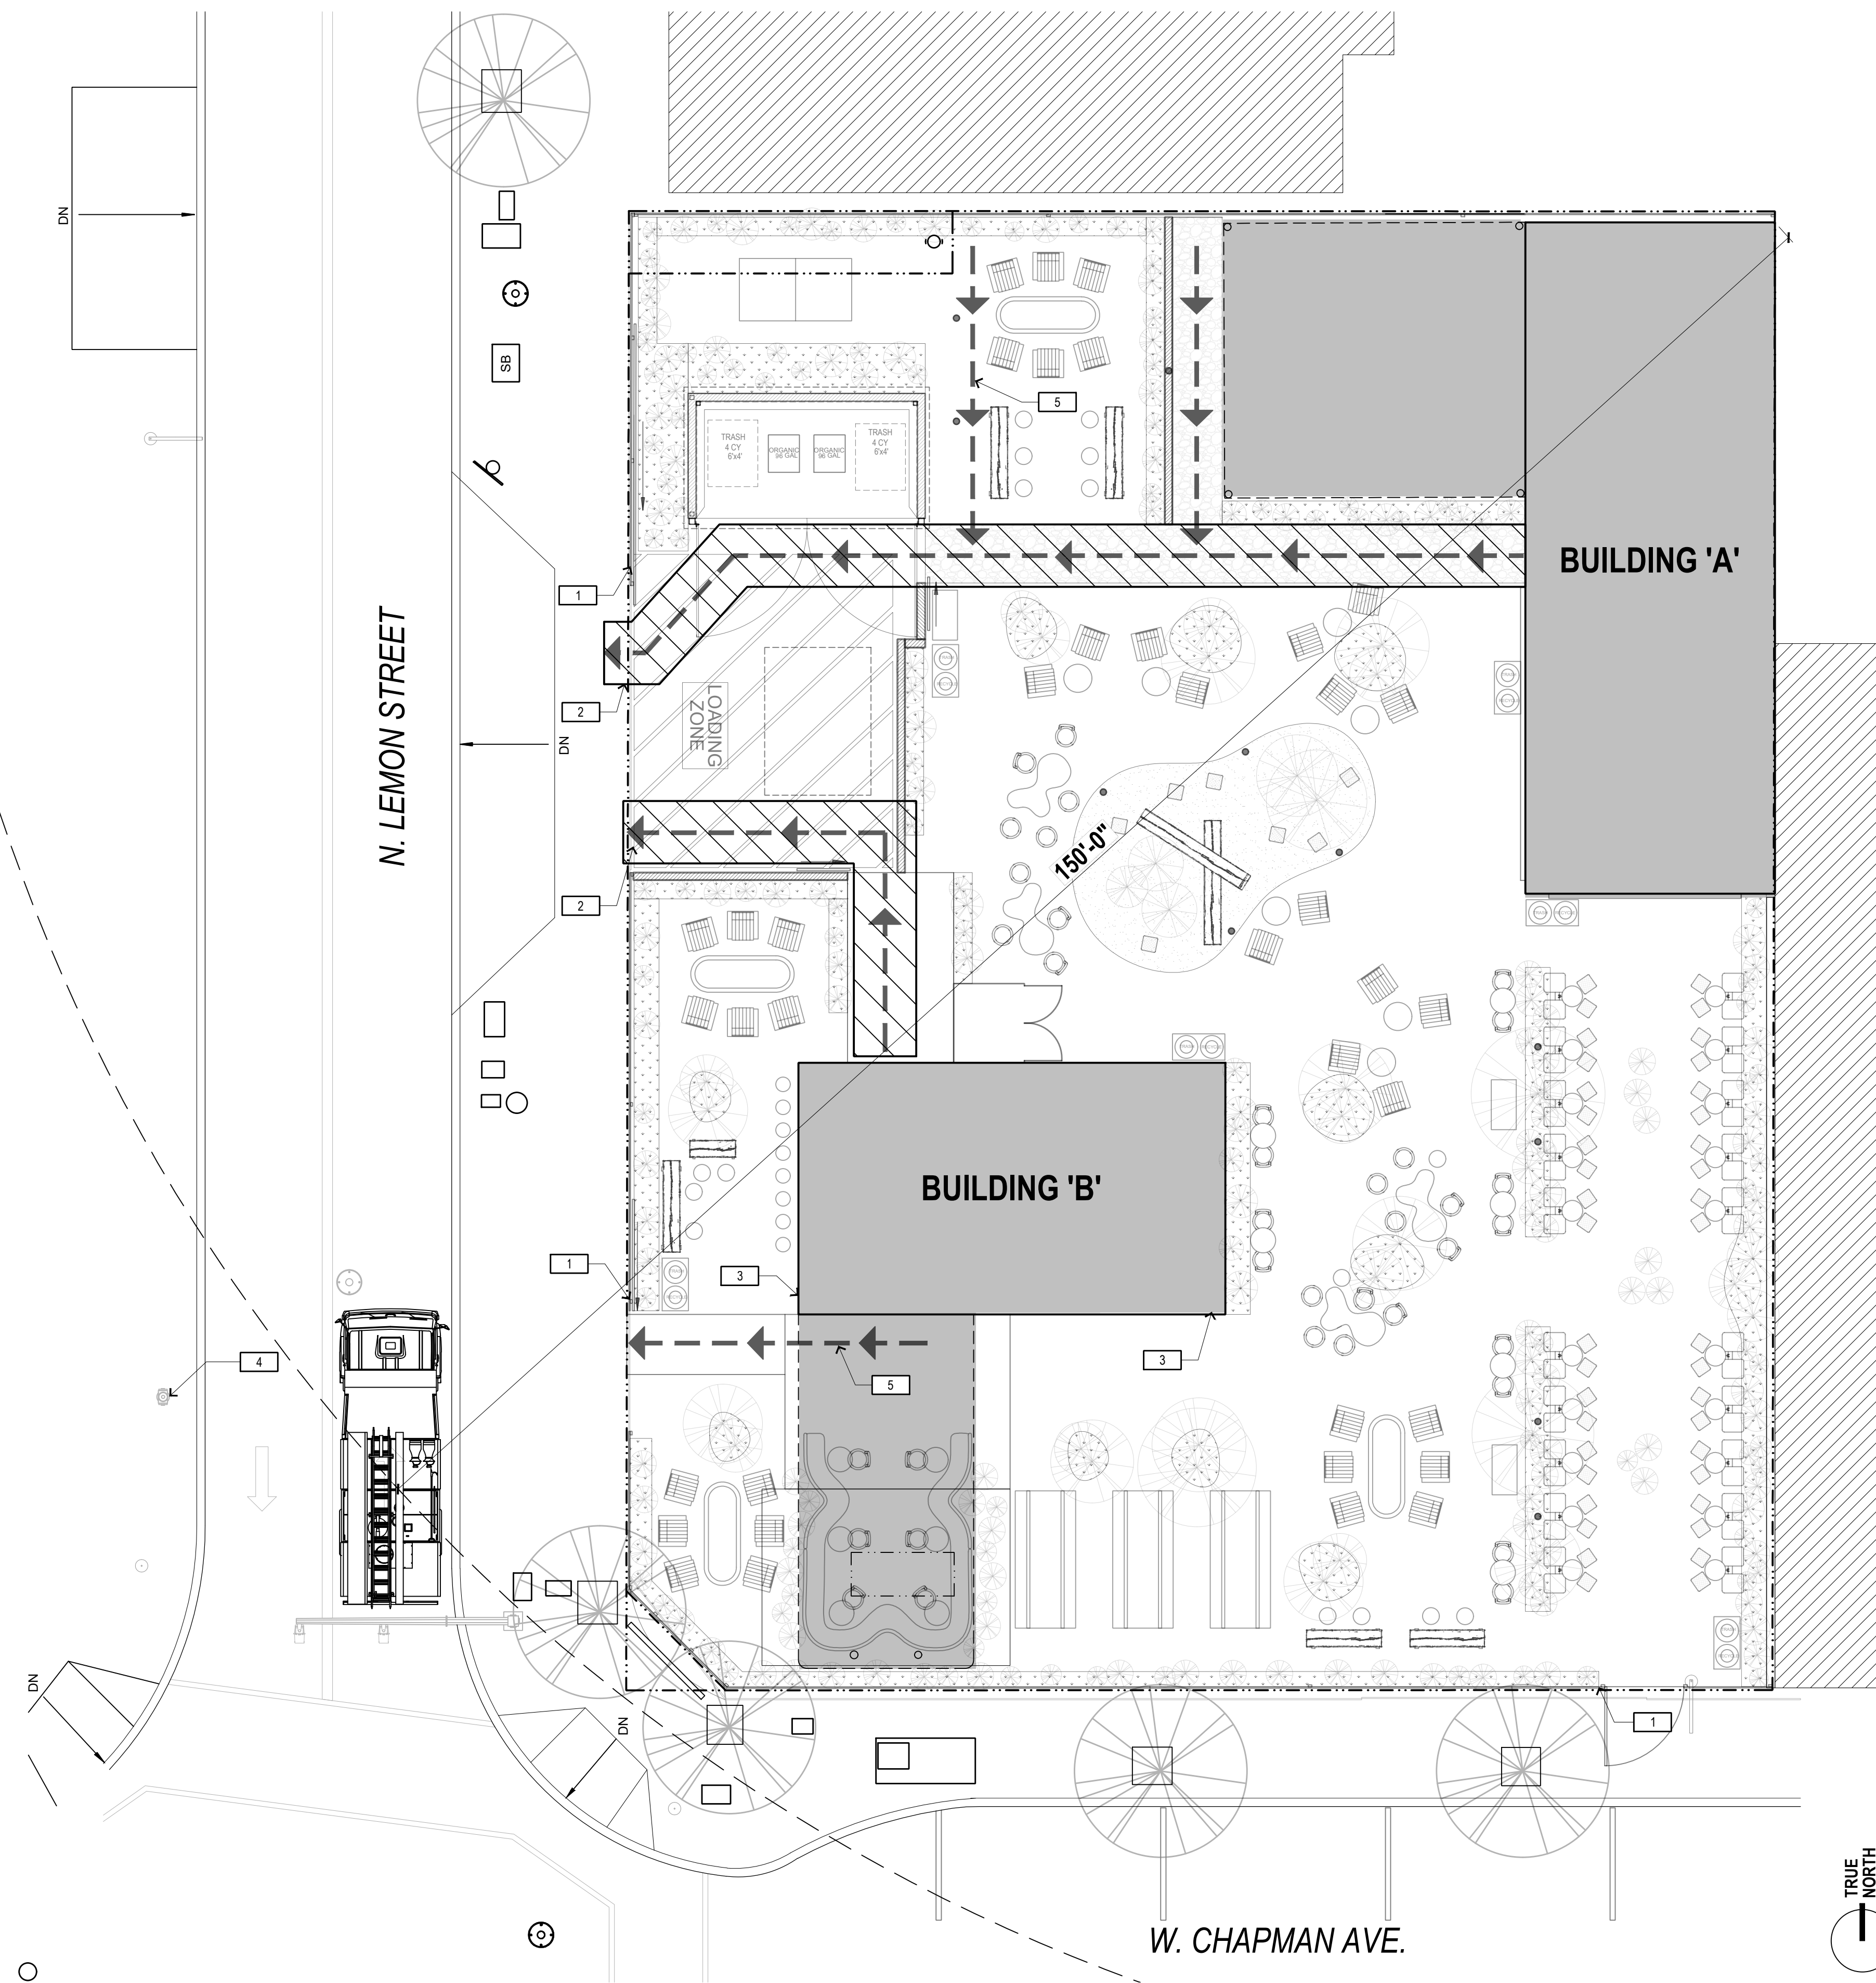 DN
SB
5
TRASH
4 CY
6'x4'
ORGANIC
96 GAL
ORGANIC
96 GAL
TRASH
4 CY
6'x4'
BUILDING 'A'
1
N. LEMON STREET
2
LOADING
ZONE
DN
150'-0"
2
BUILDING 'B'
1
3
4
3
5
DN
DN
1
TRUE
NORTH
W. CHAPMAN AVE.